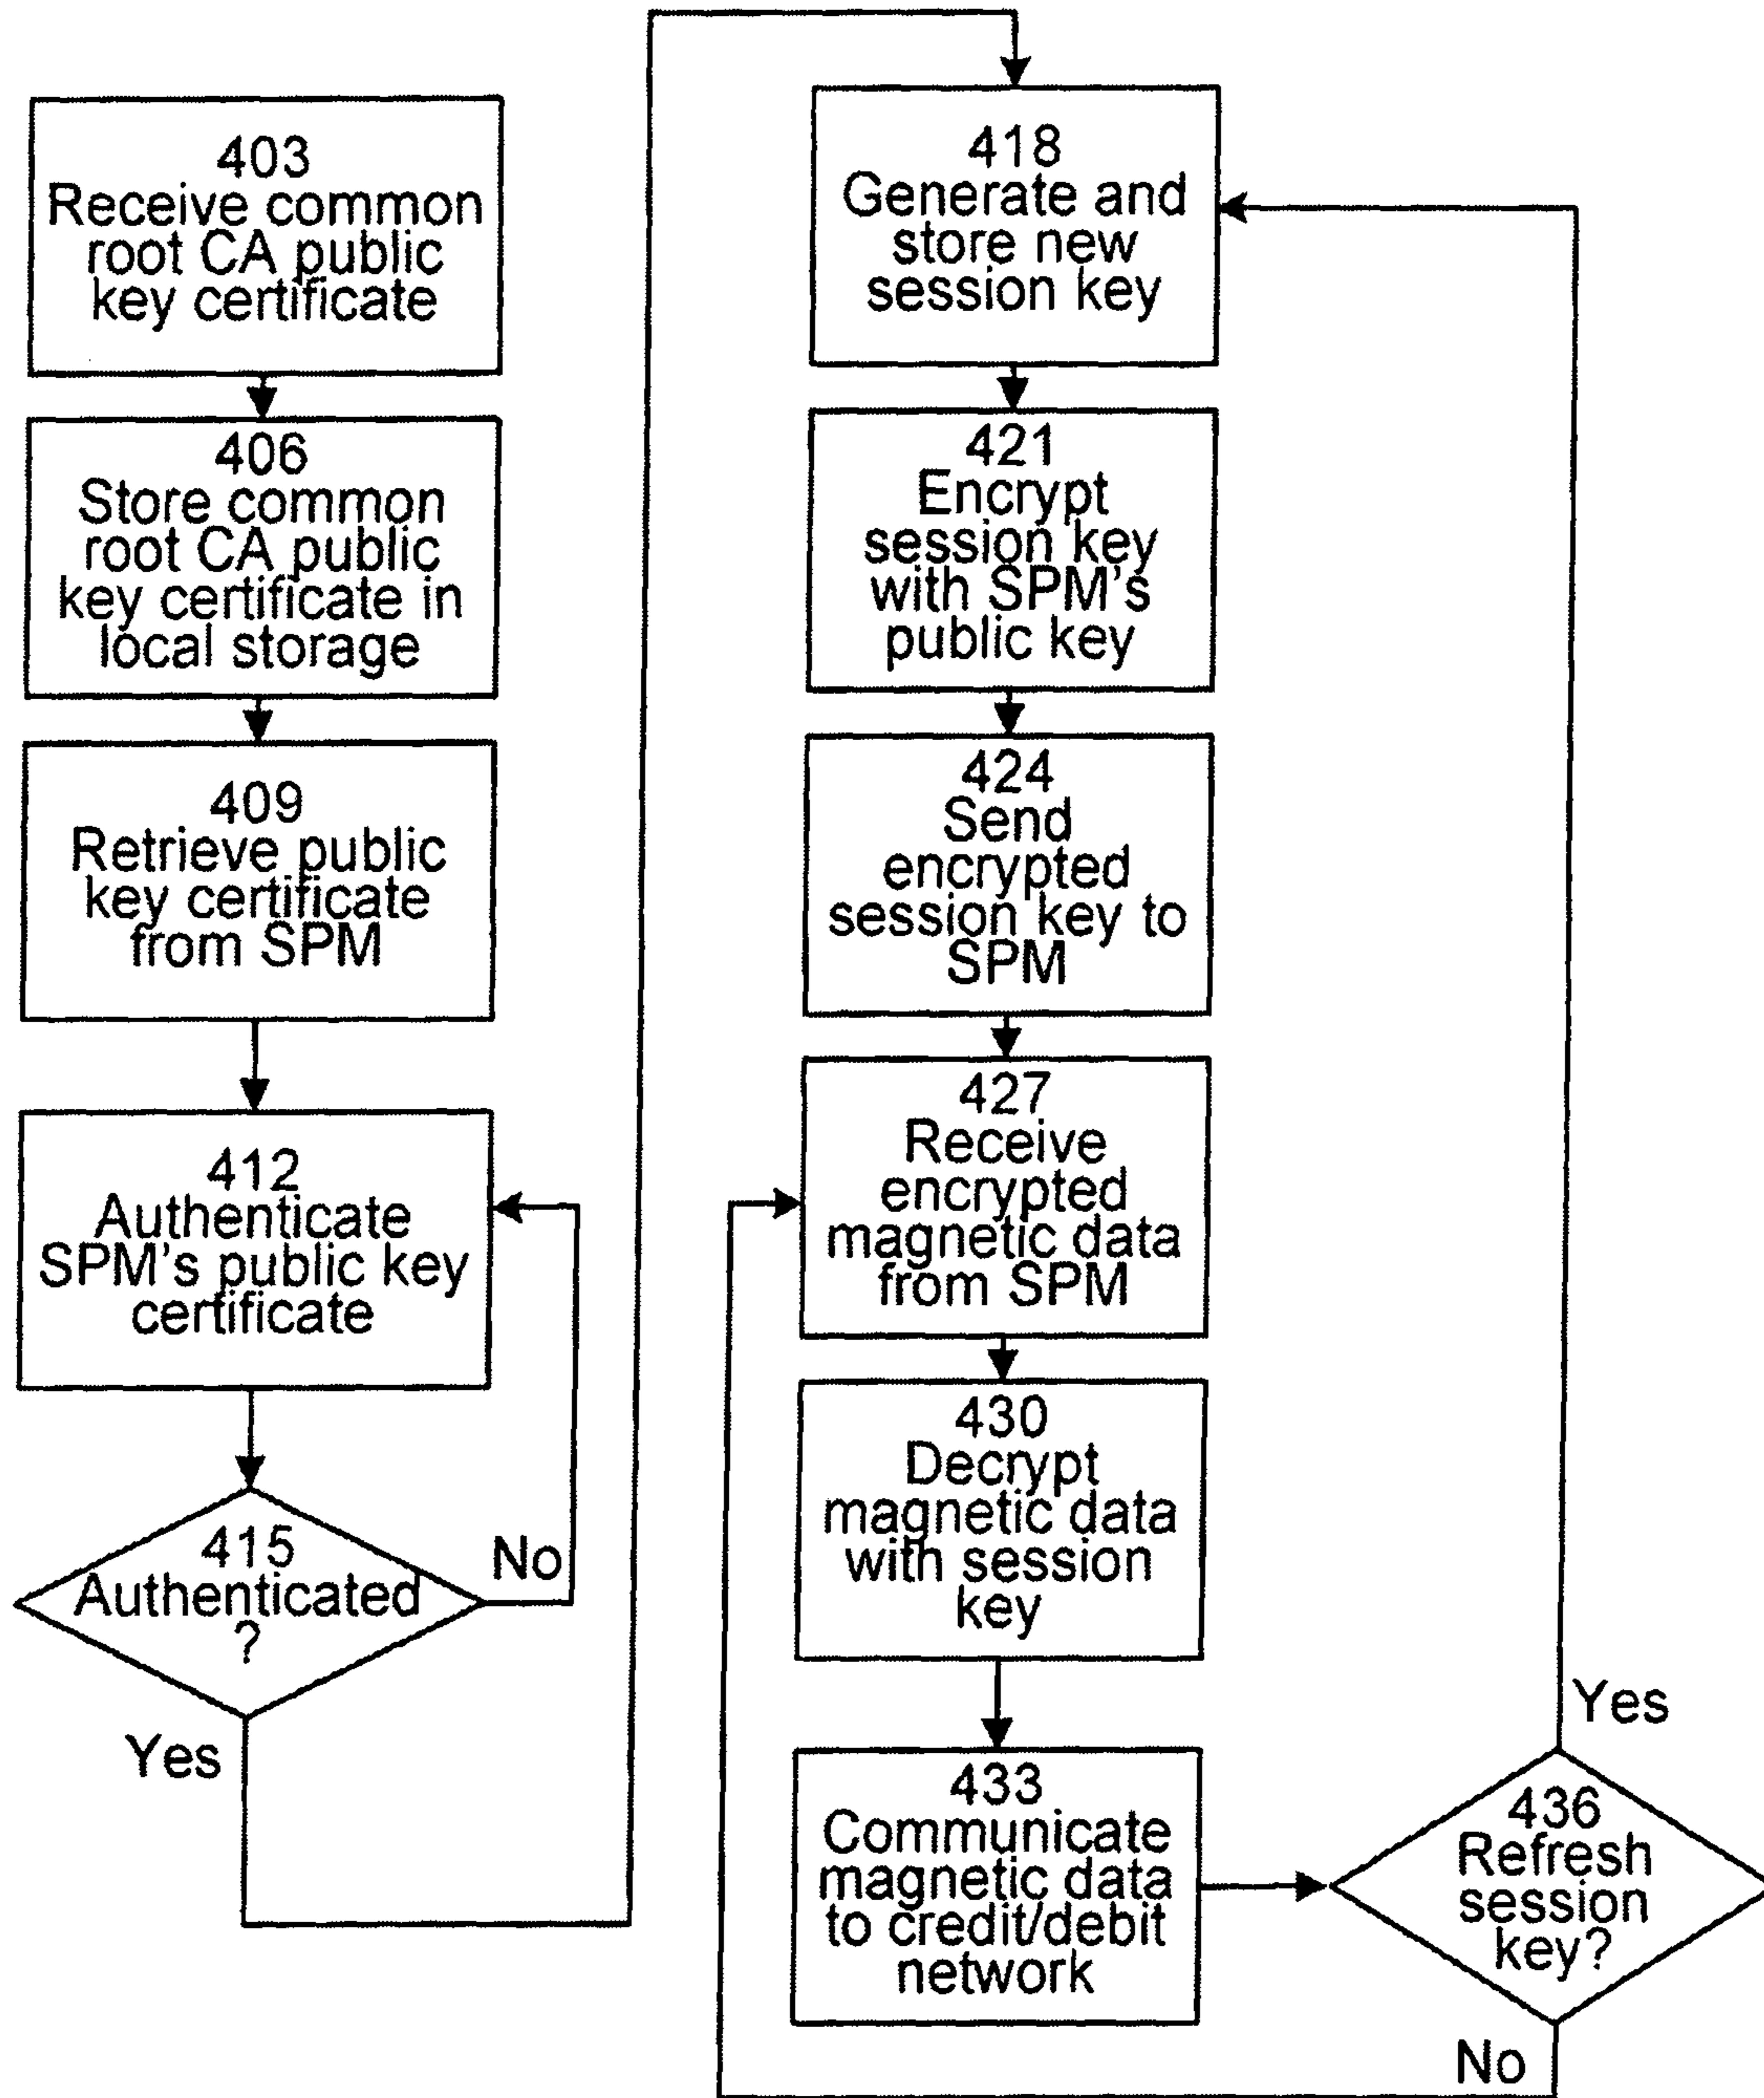 403
Receive common
root CA public
key certificate
406
Store common
root CA public
key certificate in
local storage
409
Retrieve public
key certificate
from SPM
412
Authenticate
SPM's public key
certificate
415
Authenticated
?
No
Yes
418
Generate and
store new
session key
421
Encrypt
session key
with SPM's
public key
424
Send
encrypted
session key to
SPM
427
Receive
encrypted
magnetic data
from SPM
430
Decrypt
magnetic data
with session
key
433
Communicate
magnetic data
to credit/debit
network
Yes
436
Refresh
session
key?
No